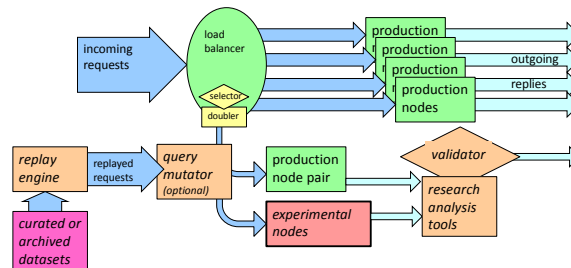 incoming
requests
load
balancer
selector
doubler
production
production
production
production
nodes
outgoing
replies
replay
engine
replayed
requests
query
mutator
(optional)
production
node pair
validator
curated or
archived
datasets
experimental
nodes
research
analysis
tools